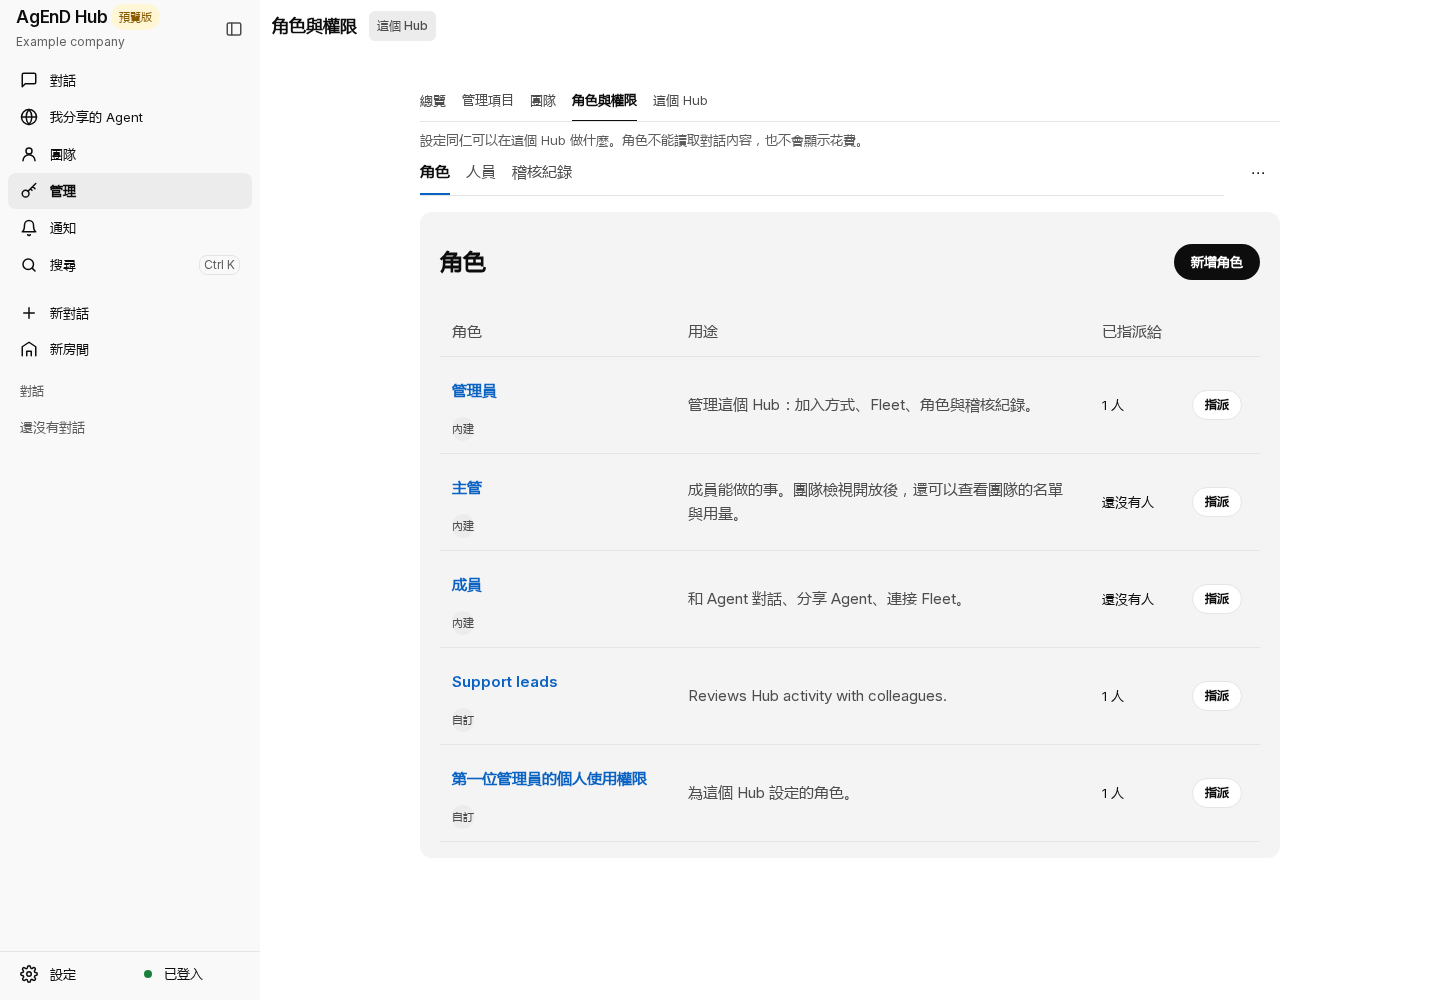 AgEnD Hub 預覽版
Example company
對話
我分享的 Agent
團隊
管理
通知
搜尋 Ctrl K
新對話
新房間
對話
還沒有對話
設定 已登入
角色與權限 這個 Hub
總覽 管理項目 團隊 角色與權限 這個 Hub
設定同仁可以在這個 Hub 做什麼。角色不能讀取對話內容，也不會顯示花費。
角色 人員 稽核紀錄 ...
角色 新增角色
角色 用途 已指派給
管理員
內建
管理這個 Hub：加入方式、Fleet、角色與稽核紀錄。
1 人 指派
主管
內建
成員能做的事。團隊檢視開放後，還可以查看團隊的名單
與用量。
還沒有人 指派
成員
內建
和 Agent 對話、分享 Agent、連接 Fleet。
還沒有人 指派
Support leads
自訂
Reviews Hub activity with colleagues.
1 人 指派
第一位管理員的個人使用權限
自訂
為這個 Hub 設定的角色。
1 人 指派